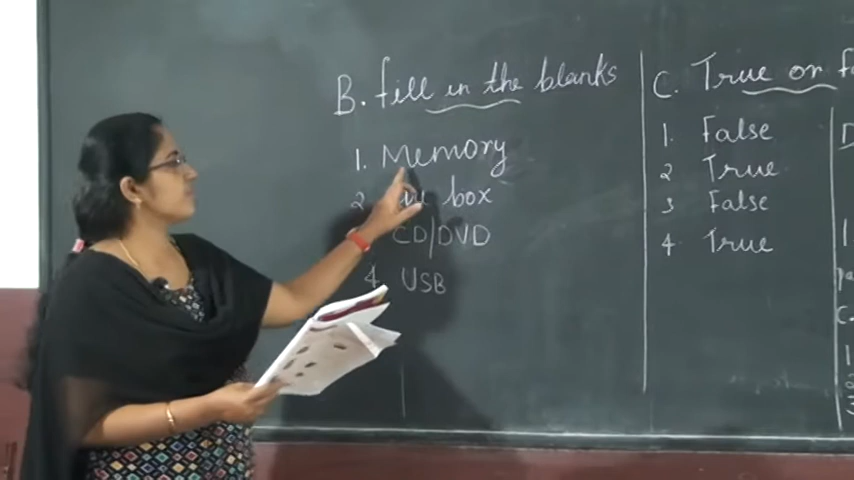 B. fill in the blanks
1. Memory
2 box
CD/DVD
4 USB
C. True or
1. False
2 True
3 False
4 True